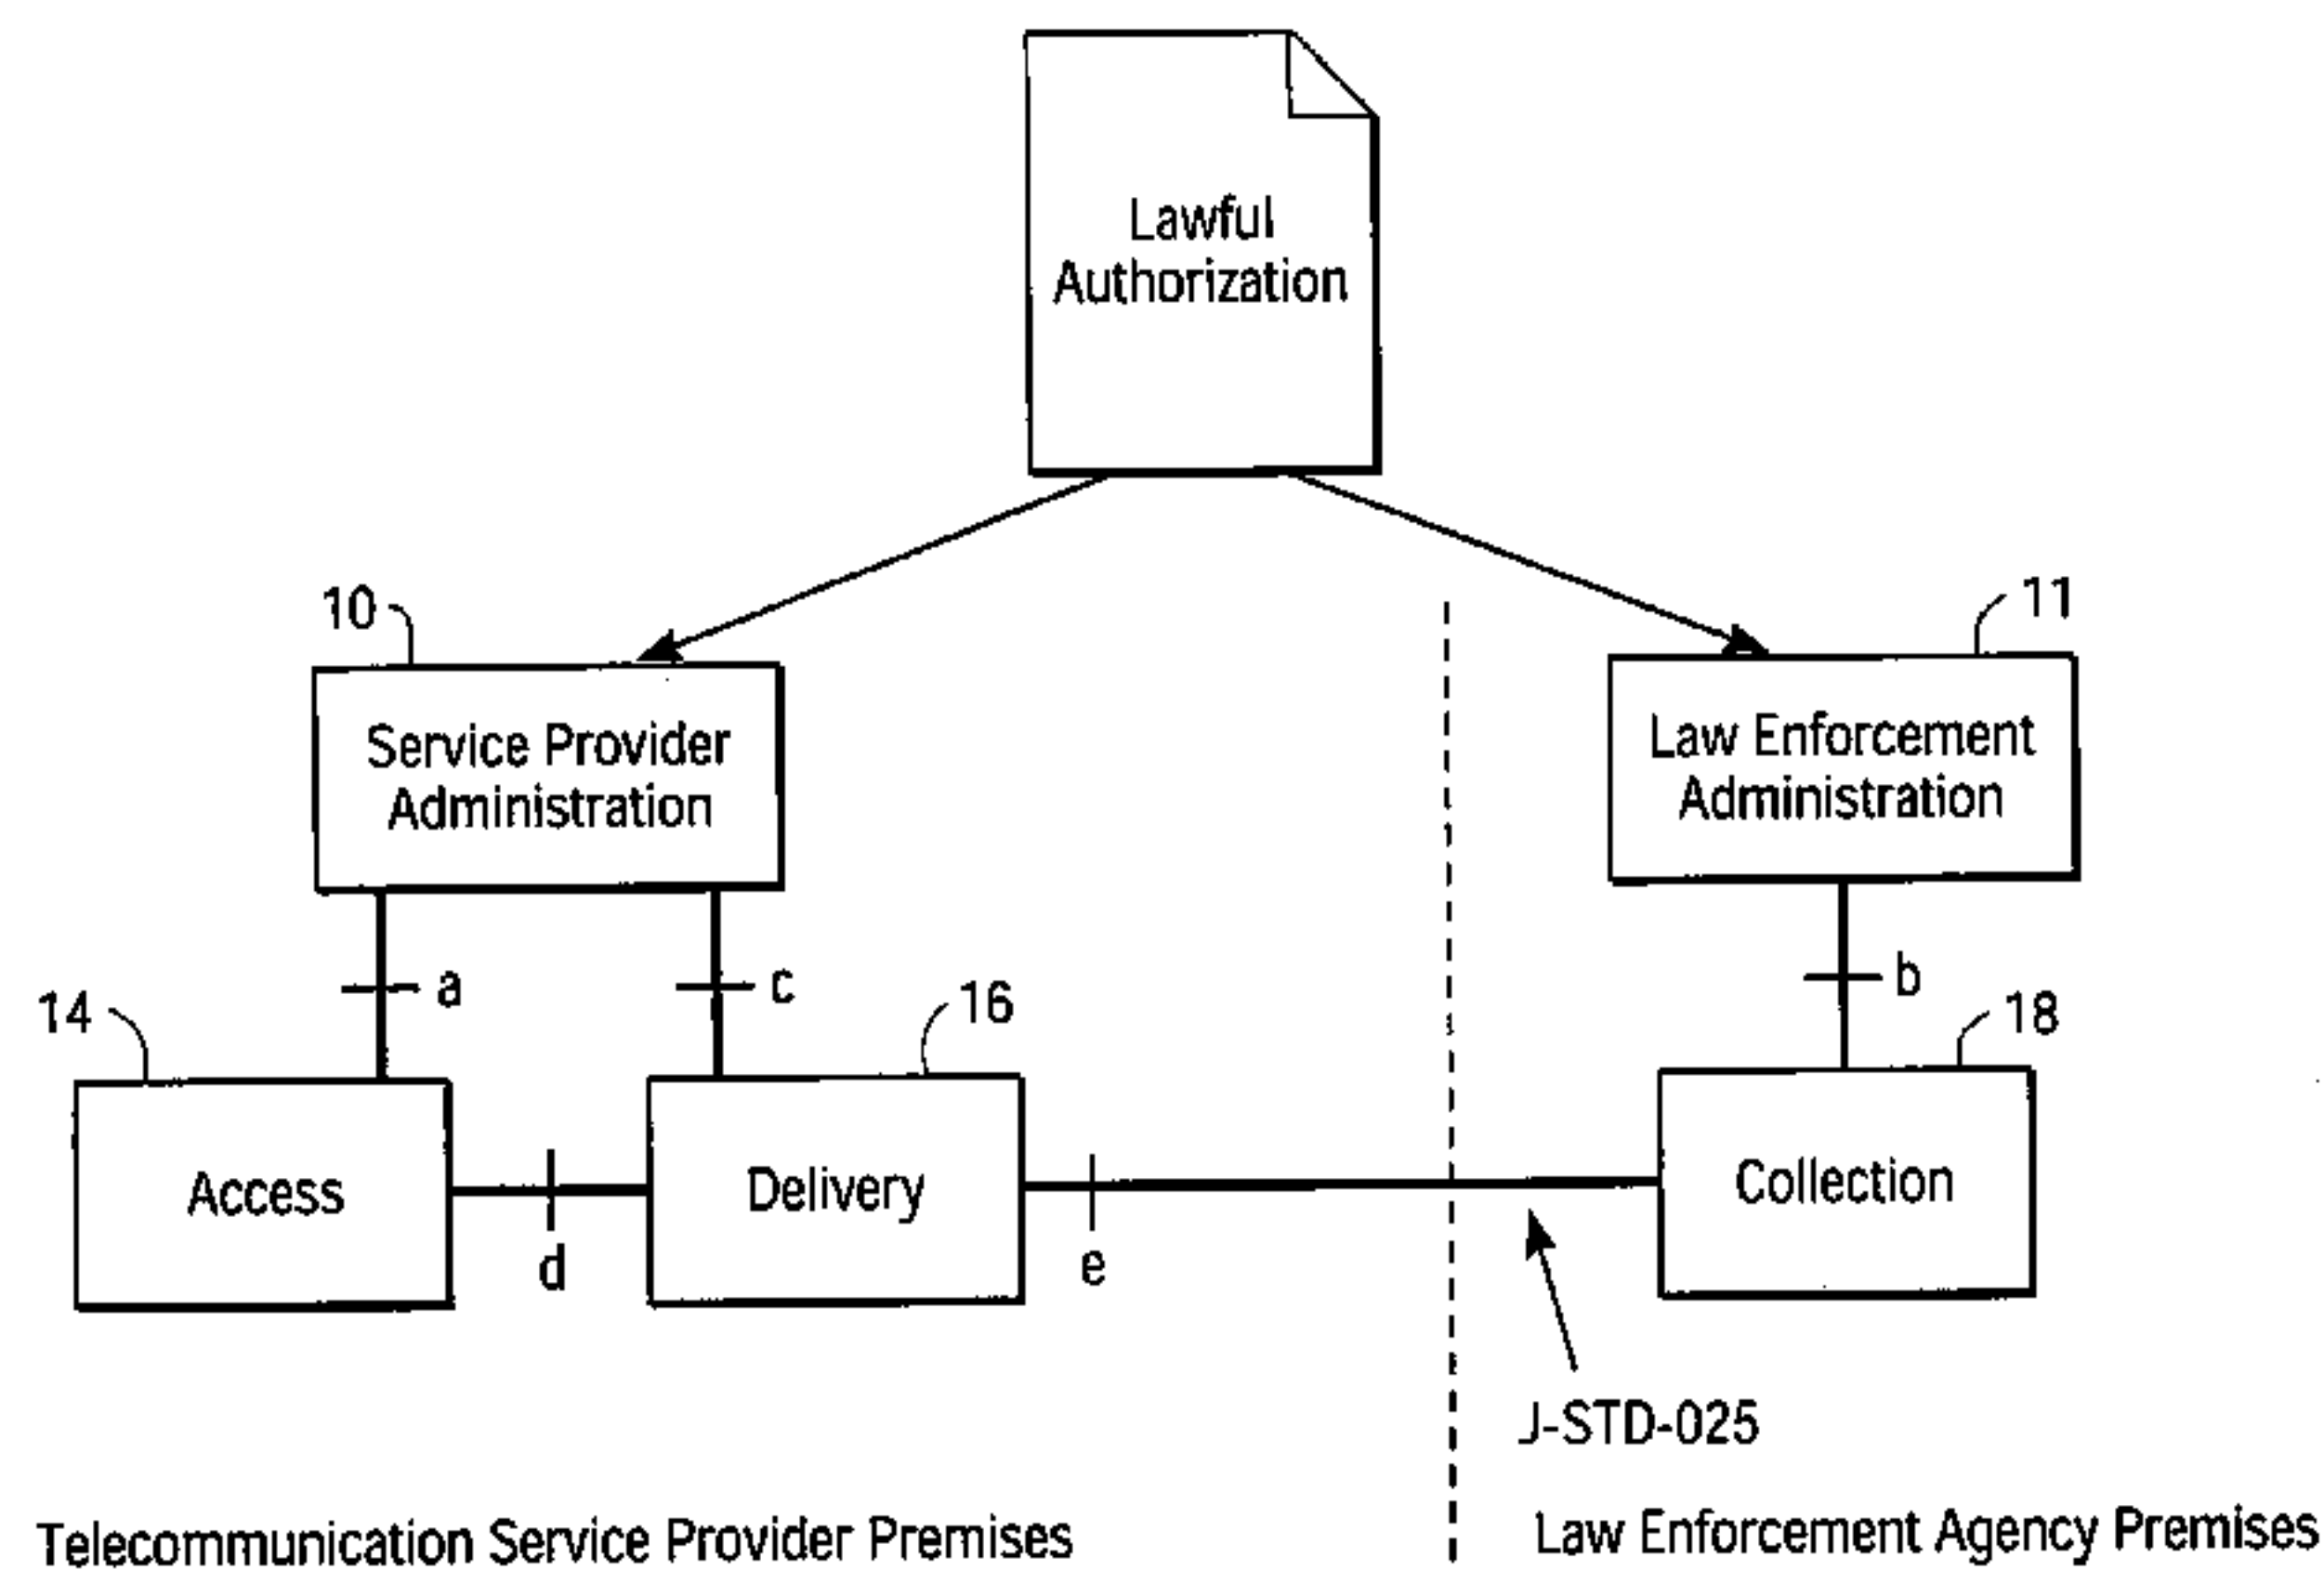 Lawful
Authorization
10
11
Service Provider
Administration
Law Enforcement
Administration
a
c
b
14
16
18
Access
Delivery
Collection
d
e
J-STD-025
Telecommunication Service Provider Premises
Law Enforcement Agency Premises